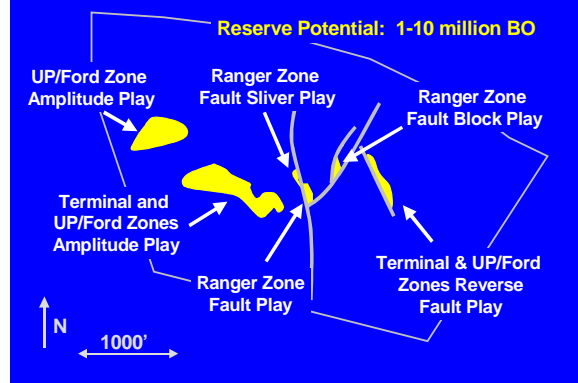 Reserve Potential: 1-10 million BO
UP/Ford Zone
Amplitude Play
Ranger Zone
Fault Sliver Play
Ranger Zone
Fault Block Play
Terminal and
UP/Ford Zones
Amplitude Play
Ranger Zone
Fault Play
Terminal & UP/Ford
Zones Reverse
Fault Play
N
1000’